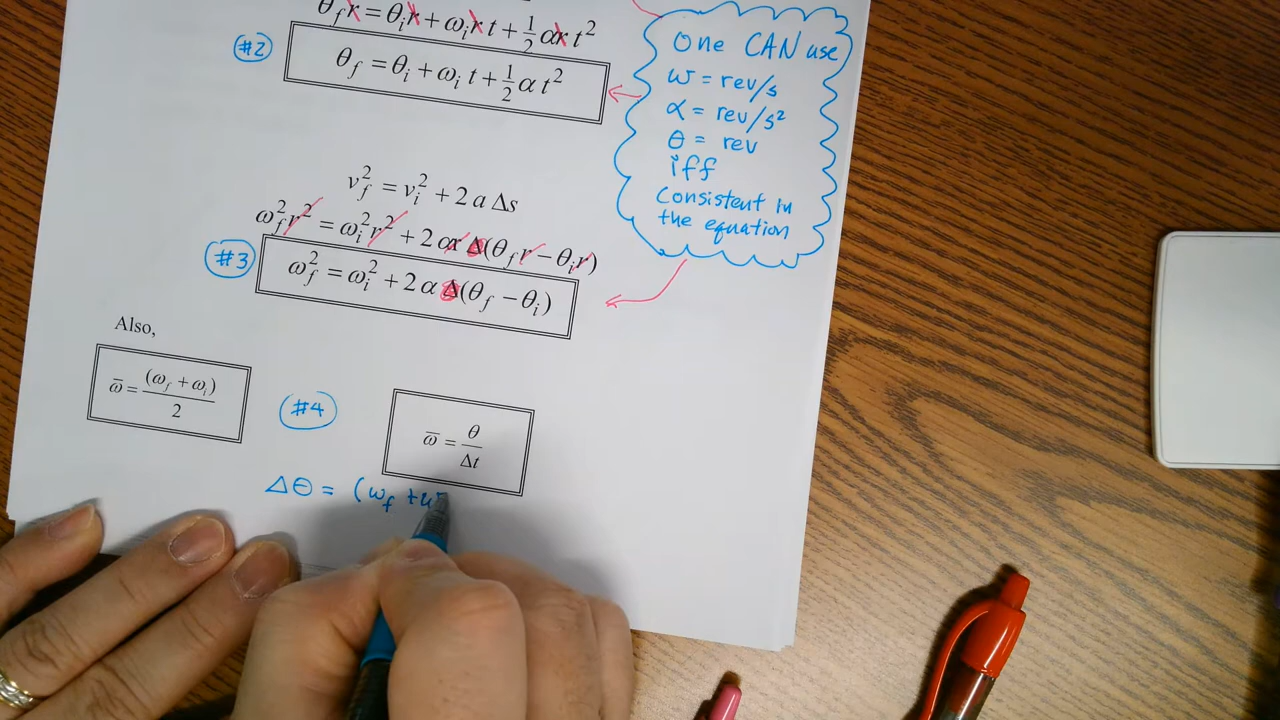 θ_f r = θ_i r + ω_i r t + 1/2 α r t²
#2
θ_f = θ_i + ω_i t + 1/2 α t²
One CAN use
ω = rev/s
α = rev/s²
θ = rev
iff
Consistent in
the equation
v_f² = v_i² + 2 a Δs
ω_f² r² = ω_i² r² + 2 α r Δ(θ_f r − θ_i r)
#3
ω_f² = ω_i² + 2 α Δ(θ_f − θ_i)
Also,
ω̄ = (ω_f + ω_i) / 2
#4
ω̄ = θ / Δt
Δθ = (ω_f + ω